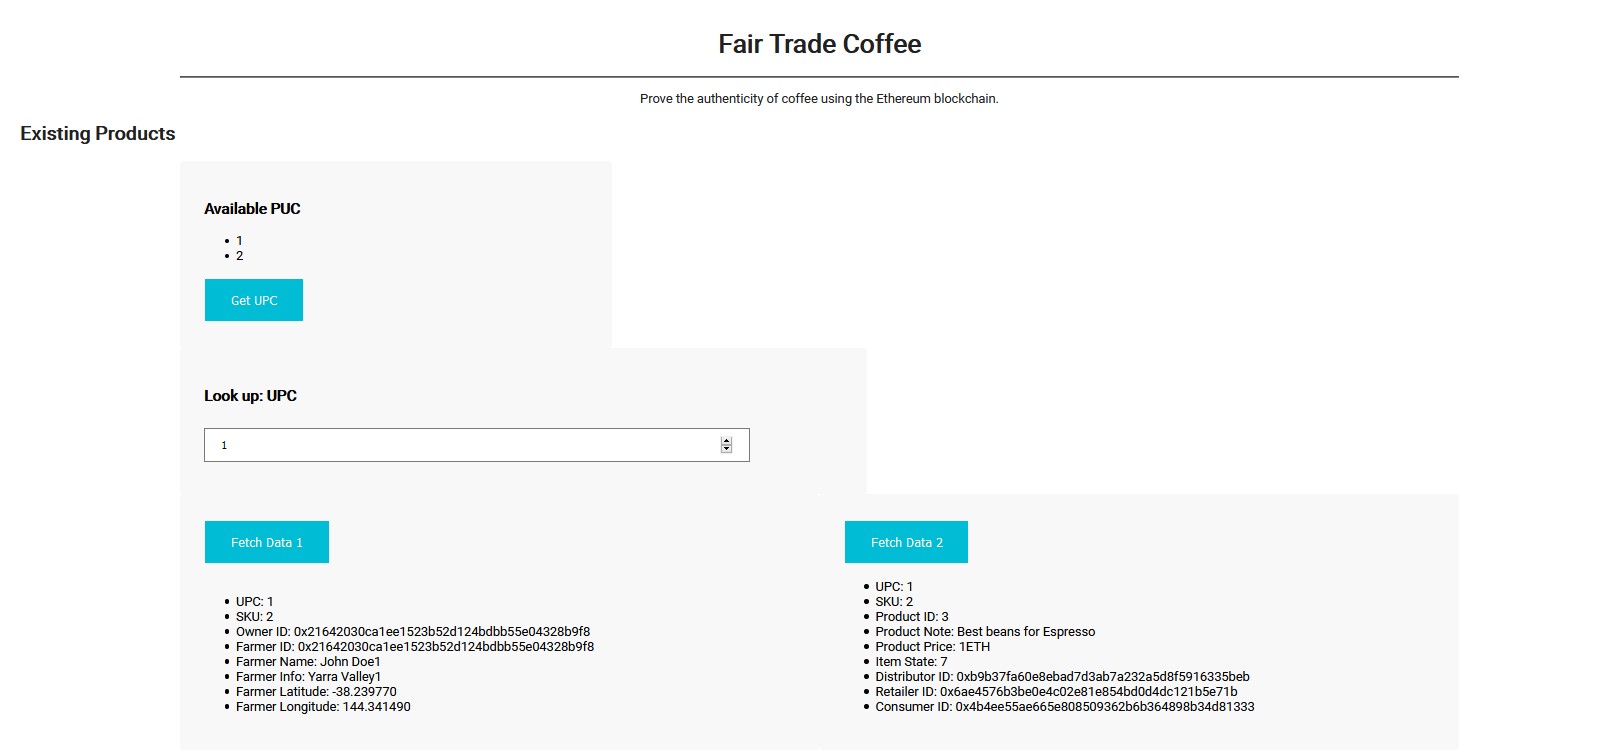 Fair Trade Coffee
Prove the authenticity of coffee using the Ethereum blockchain.
Existing Products
Available PUC
1
2
Get UPC
Look up: UPC
1
Fetch Data 1
UPC: 1
SKU: 2
Owner ID: 0x21642030ca1ee1523b52d124bdbb55e04328b9f8
Farmer ID: 0x21642030ca1ee1523b52d124bdbb55e04328b9f8
Farmer Name: John Doe1
Farmer Info: Yarra Valley1
Farmer Latitude: -38.239770
Farmer Longitude: 144.341490
Fetch Data 2
UPC: 1
SKU: 2
Product ID: 3
Product Note: Best beans for Espresso
Product Price: 1ETH
Item State: 7
Distributor ID: 0xb9b37fa60e8ebad7d3ab7a232a5d8f5916335beb
Retailer ID: 0x6ae4576b3be0e4c02e81e854bd0d4dc121b5e71b
Consumer ID: 0x4b4ee55ae665e808509362b6b364898b34d81333